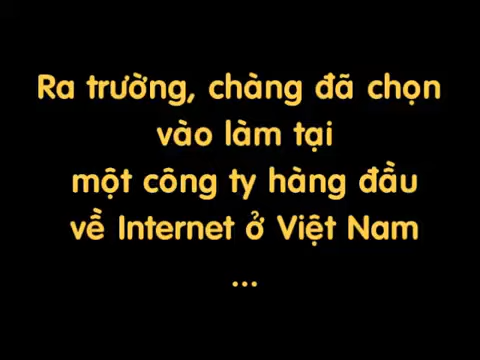 Ra trường, chàng đã chọn
vào làm tại
một công ty hàng đầu
về Internet ở Việt Nam
...